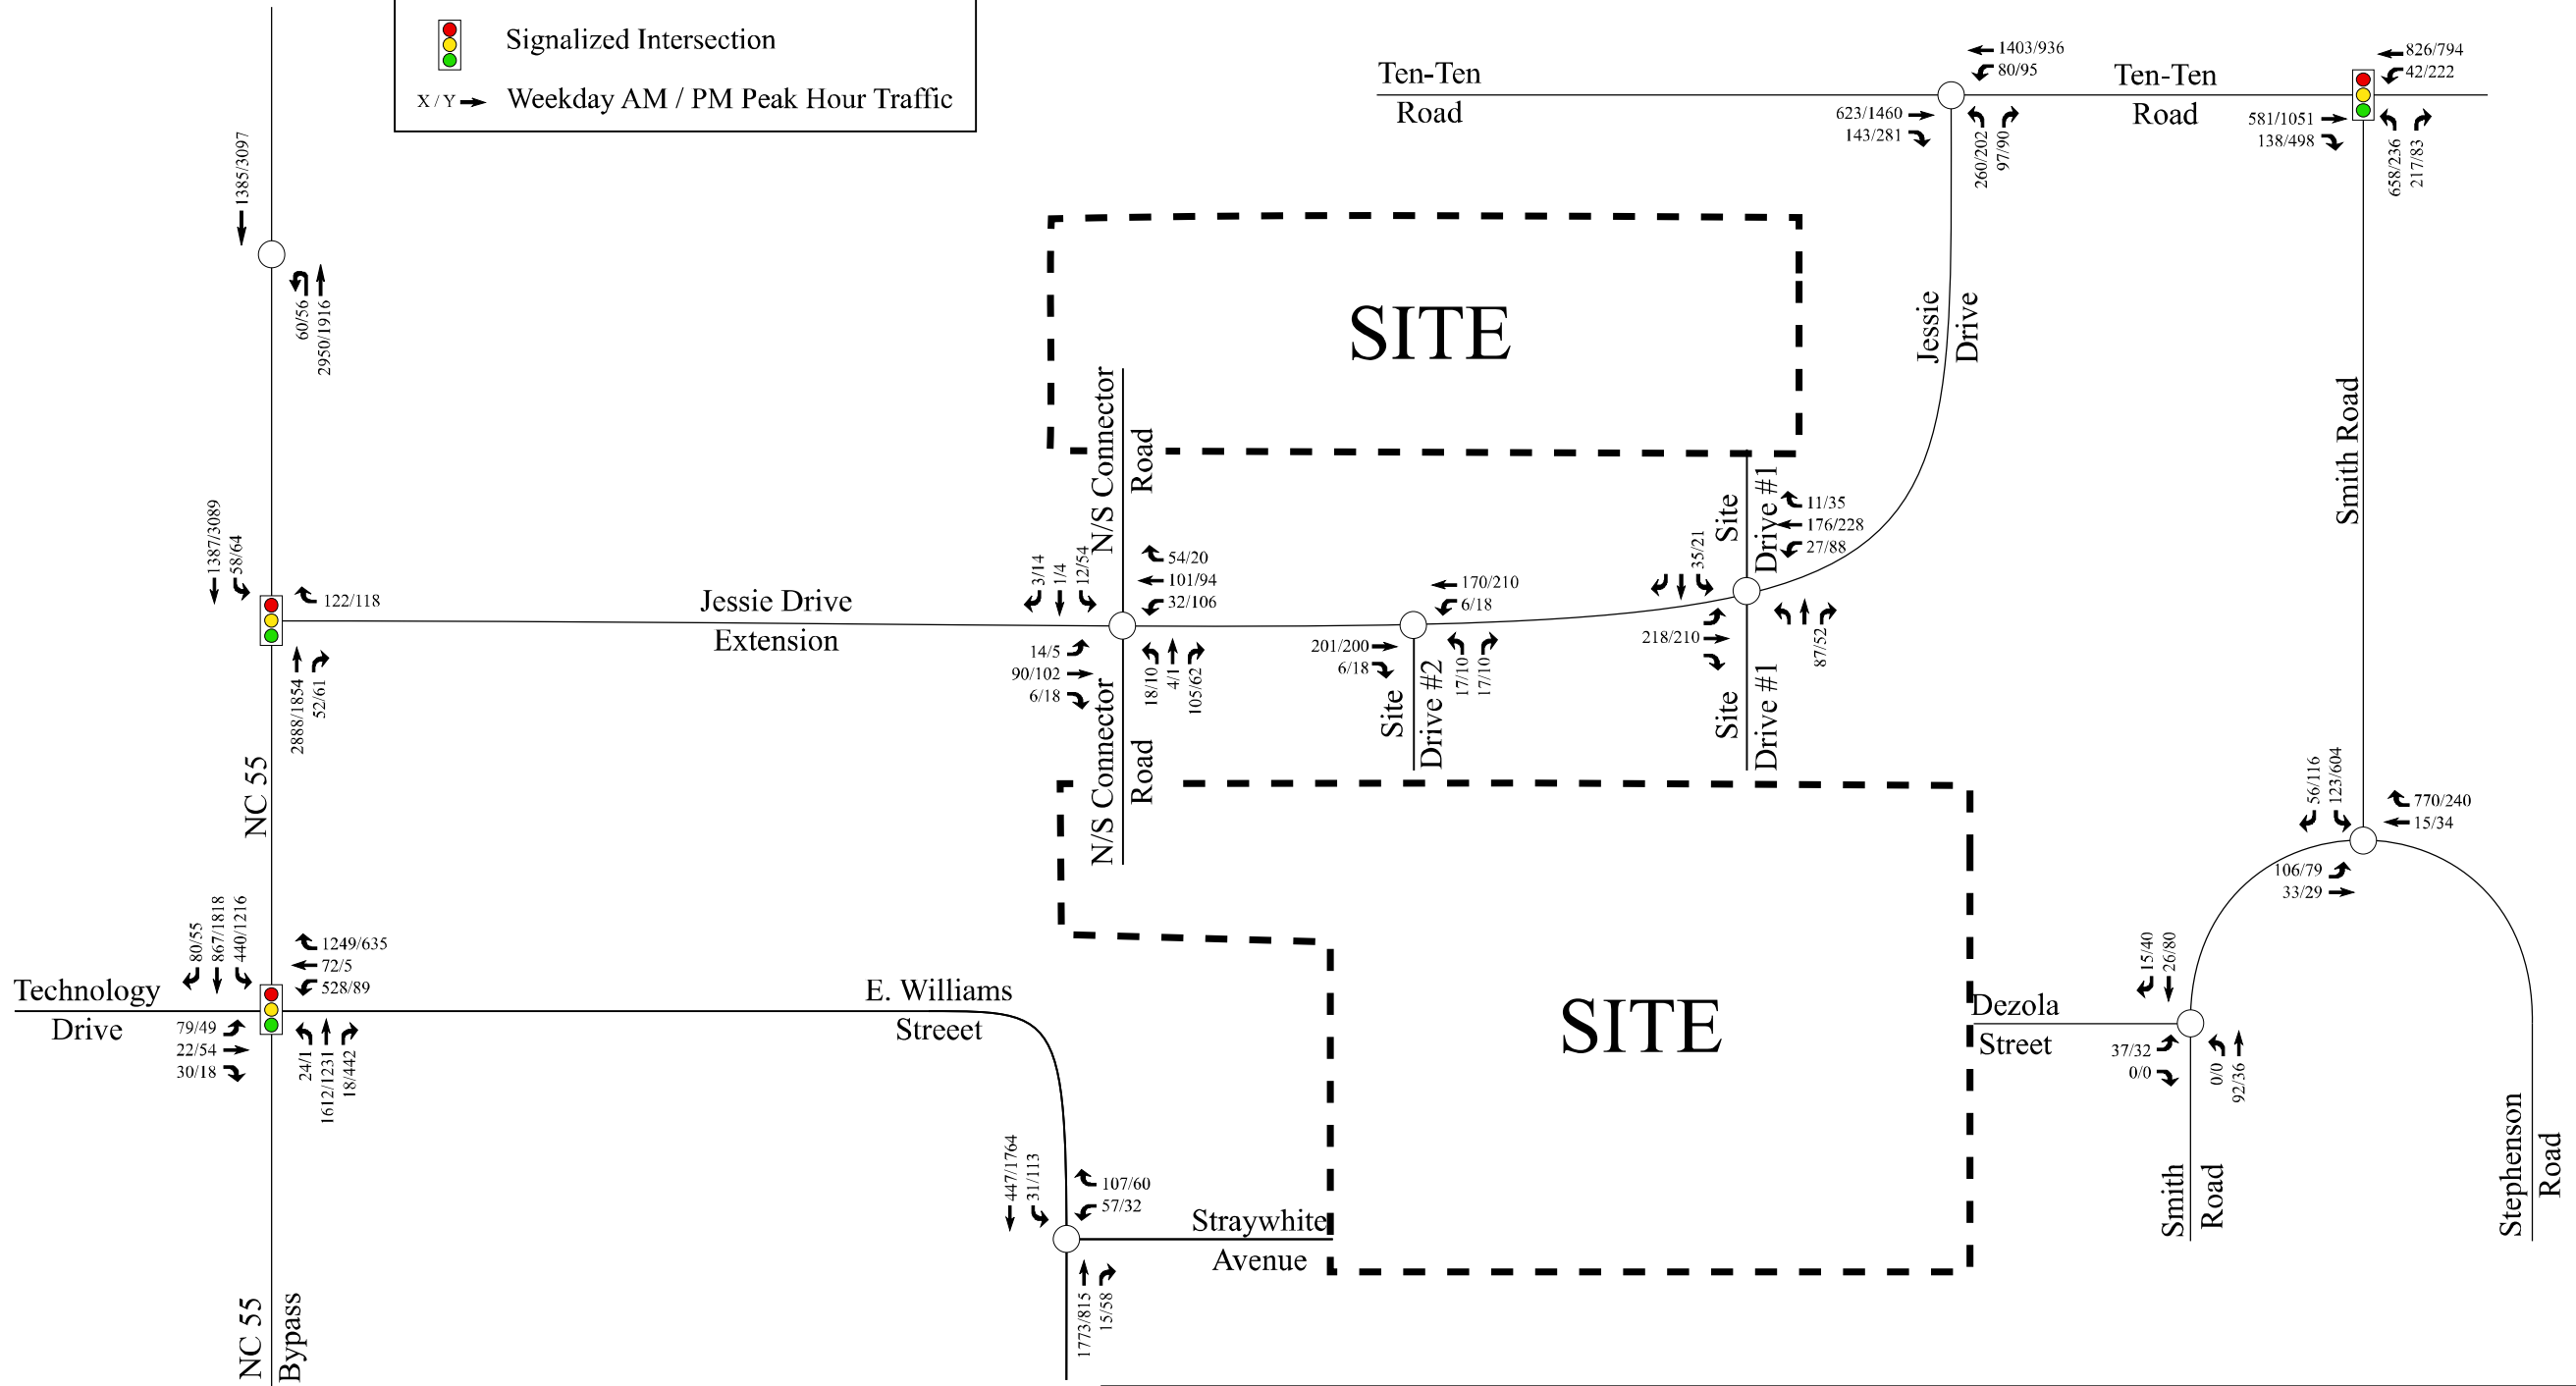 Signalized Intersection
X / Y Weekday AM / PM Peak Hour Traffic
Ten-Ten
Road
1403/936
80/95
623/1460
143/281
260/202
97/90
Ten-Ten
Road
826/794
42/222
581/1051
138/498
658/236
217/83
1385/3097
60/56
2950/1916
SITE
Jessie
Drive
Smith Road
N/S Connector
Road
Site
Drive #1
11/35
176/228
27/88
35/21
218/210
87/52
Site
Drive #1
1387/3089
58/64
122/118
2888/1854
52/61
Jessie Drive
Extension
3/14
1/4
12/54
54/20
101/94
32/106
14/5
90/102
6/18
18/10
4/1
105/62
170/210
6/18
201/200
6/18
17/10
17/10
Site
Drive #2
N/S Connector
Road
NC 55
56/116
123/604
770/240
15/34
106/79
33/29
80/55
867/1818
440/1216
1249/635
72/5
528/89
Technology
Drive
79/49
22/54
30/18
24/1
1612/1231
18/442
E. Williams
Streeet
SITE
Dezola
Street
15/40
26/80
37/32
0/0
0/0
92/36
447/1764
31/113
107/60
57/32
Straywhite
Avenue
1773/815
15/58
Smith
Road
Stephenson
Road
NC 55
Bypass